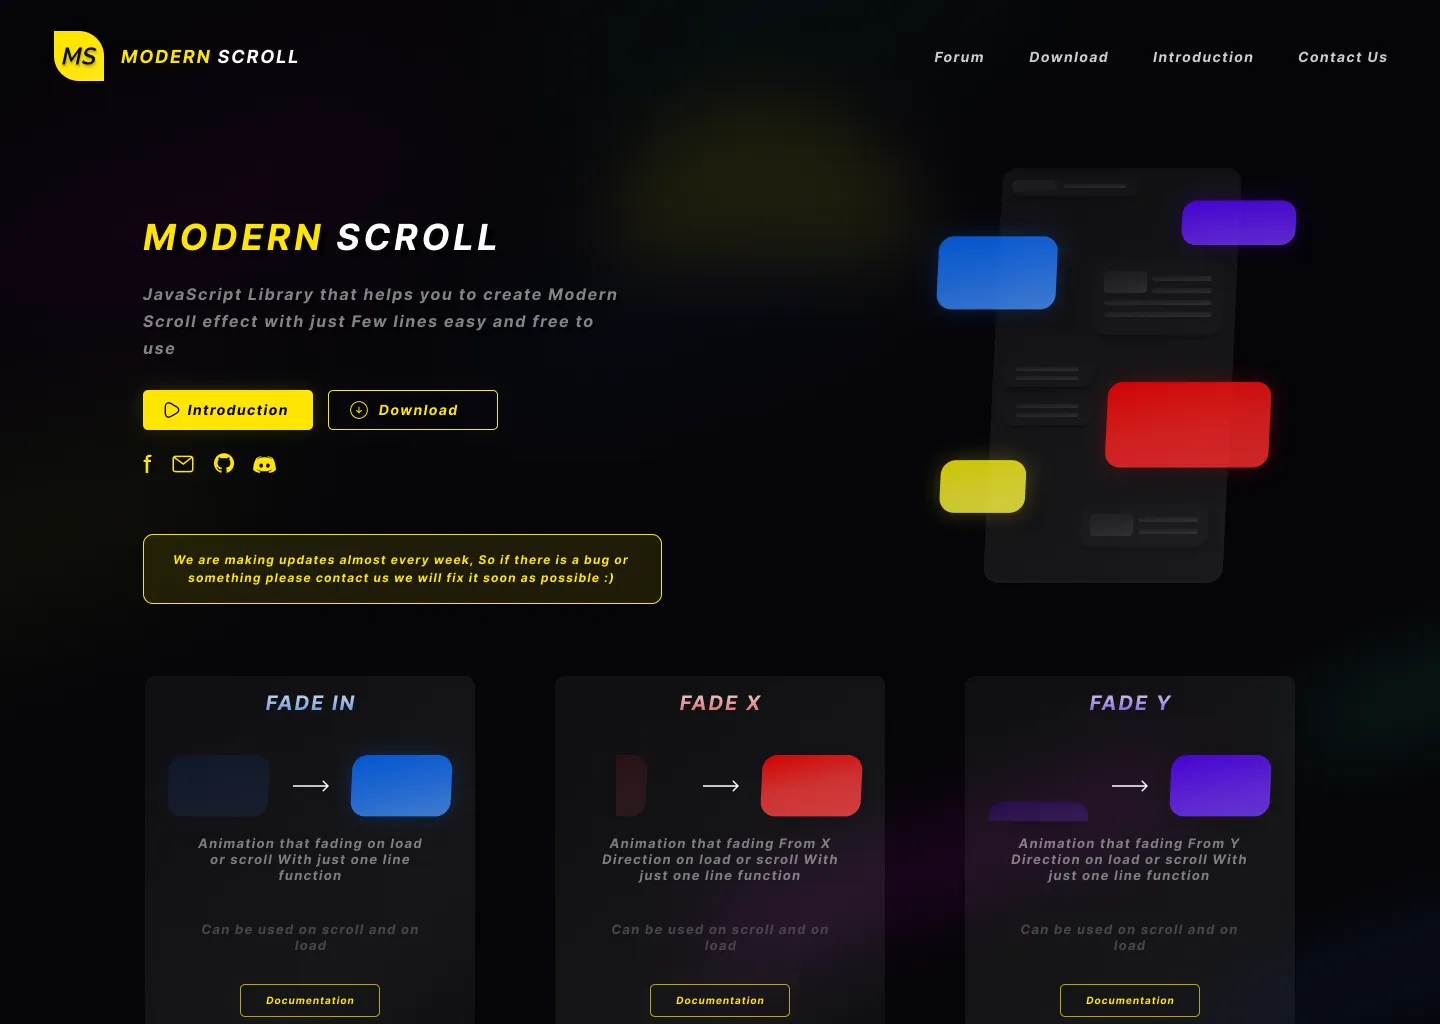 MS
MODERN SCROLL
Forum
Download
Introduction
Contact Us
MODERN SCROLL
JavaScript Library that helps you to create Modern
Scroll effect with just Few lines easy and free to
use
Introduction
Download
We are making updates almost every week, So if there is a bug or
something please contact us we will fix it soon as possible :)
FADE IN
Animation that fading on load
or scroll With just one line
function
Can be used on scroll and on
load
Documentation
FADE X
Animation that fading From X
Direction on load or scroll With
just one line function
Can be used on scroll and on
load
Documentation
FADE Y
Animation that fading From Y
Direction on load or scroll With
just one line function
Can be used on scroll and on
load
Documentation